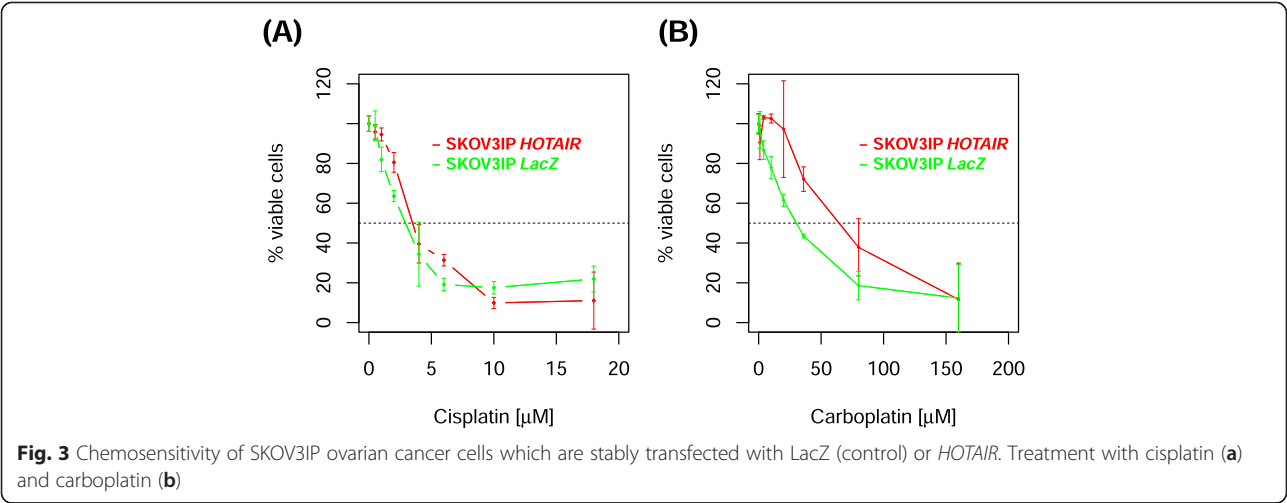 (A)
(B)
120
80
60
40
20
0
% viable cells
– SKOV3IP HOTAIR
– SKOV3IP LacZ
0 5 10 15 20
Cisplatin [µM]
120
80
60
40
20
0
% viable cells
– SKOV3IP HOTAIR
– SKOV3IP LacZ
0 50 100 150 200
Carboplatin [µM]
Fig. 3 Chemosensitivity of SKOV3IP ovarian cancer cells which are stably transfected with LacZ (control) or HOTAIR. Treatment with cisplatin (a)
and carboplatin (b)